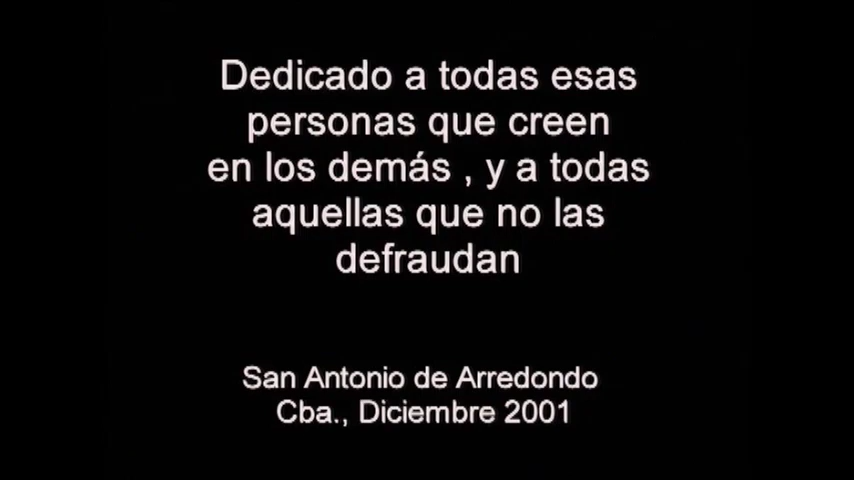 Dedicado a todas esas
personas que creen
en los demás , y a todas
aquellas que no las
defraudan
San Antonio de Arredondo
Cba., Diciembre 2001